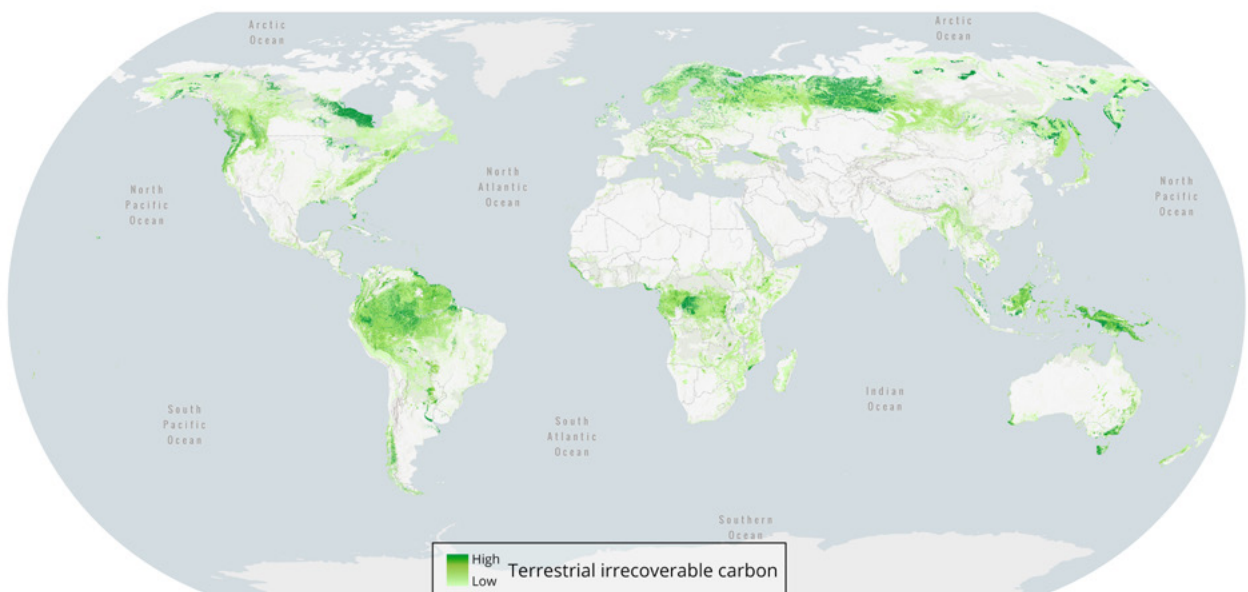 Arctic
Ocean
Arctic
Ocean
North
Pacific
Ocean
North
Atlantic
Ocean
North
Pacific
Ocean
South
Pacific
Ocean
South
Atlantic
Ocean
Indian
Ocean
Southern
Ocean
High
Low
Terrestrial irrecoverable carbon